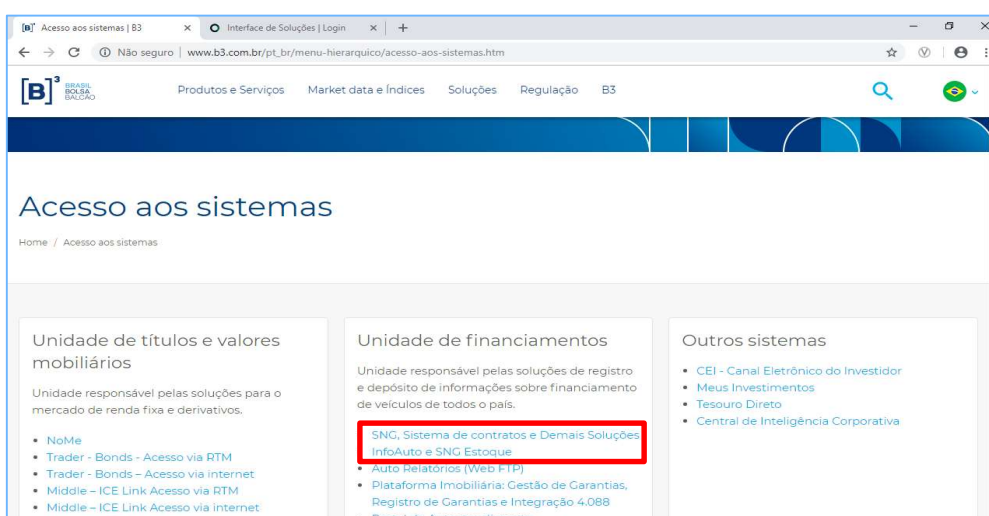 [B]³ Acesso aos sistemas | B3
Interface de Soluções | Login
Não seguro | www.b3.com.br/pt_br/menu-hierarquico/acesso-aos-sistemas.htm
[B]³ BRASIL
BOLSA
BALCÃO
Produtos e Serviços Market data e Índices Soluções Regulação B3
Acesso aos sistemas
Home / Acesso aos sistemas
Unidade de títulos e valores
mobiliários
Unidade responsável pelas soluções para o
mercado de renda fixa e derivativos.
• NoMe
• Trader - Bonds - Acesso via RTM
• Trader - Bonds – Acesso via internet
• Middle – ICE Link Acesso via RTM
• Middle – ICE Link Acesso via internet
Unidade de financiamentos
Unidade responsável pelas soluções de registro
e depósito de informações sobre financiamento
de veículos de todo o país.
SNG, Sistema de contratos e Demais Soluções
InfoAuto e SNG Estoque
• Auto Relatórios (Web FTP)
• Plataforma Imobiliária: Gestão de Garantias,
Registro de Garantias e Integração 4.088
Outros sistemas
• CEI - Canal Eletrônico do Investidor
• Meus Investimentos
• Tesouro Direto
• Central de Inteligência Corporativa